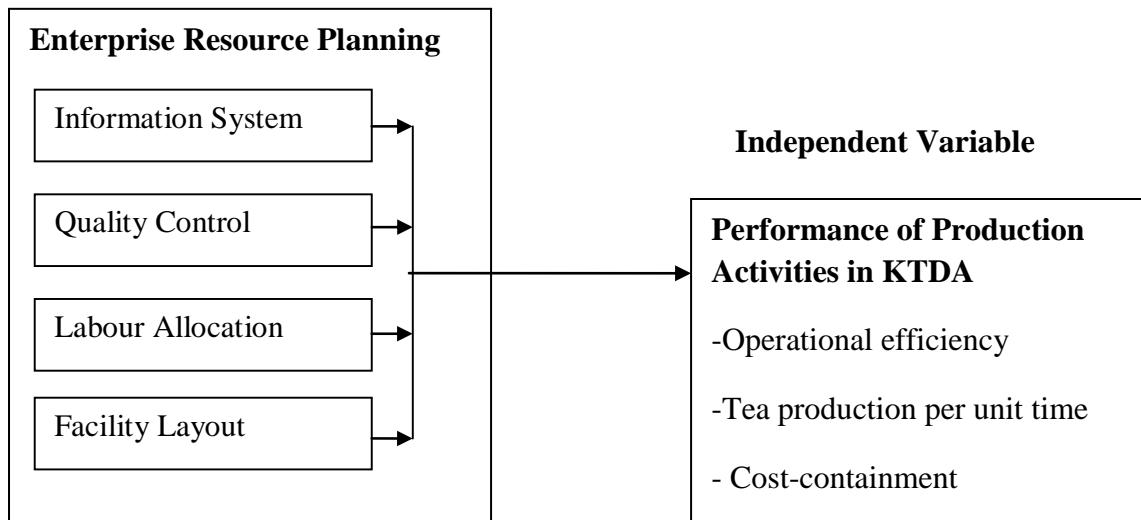 Enterprise Resource Planning
Information System
Quality Control
Labour Allocation
Facility Layout
Independent Variable
Performance of Production
Activities in KTDA
-Operational efficiency
-Tea production per unit time
- Cost-containment